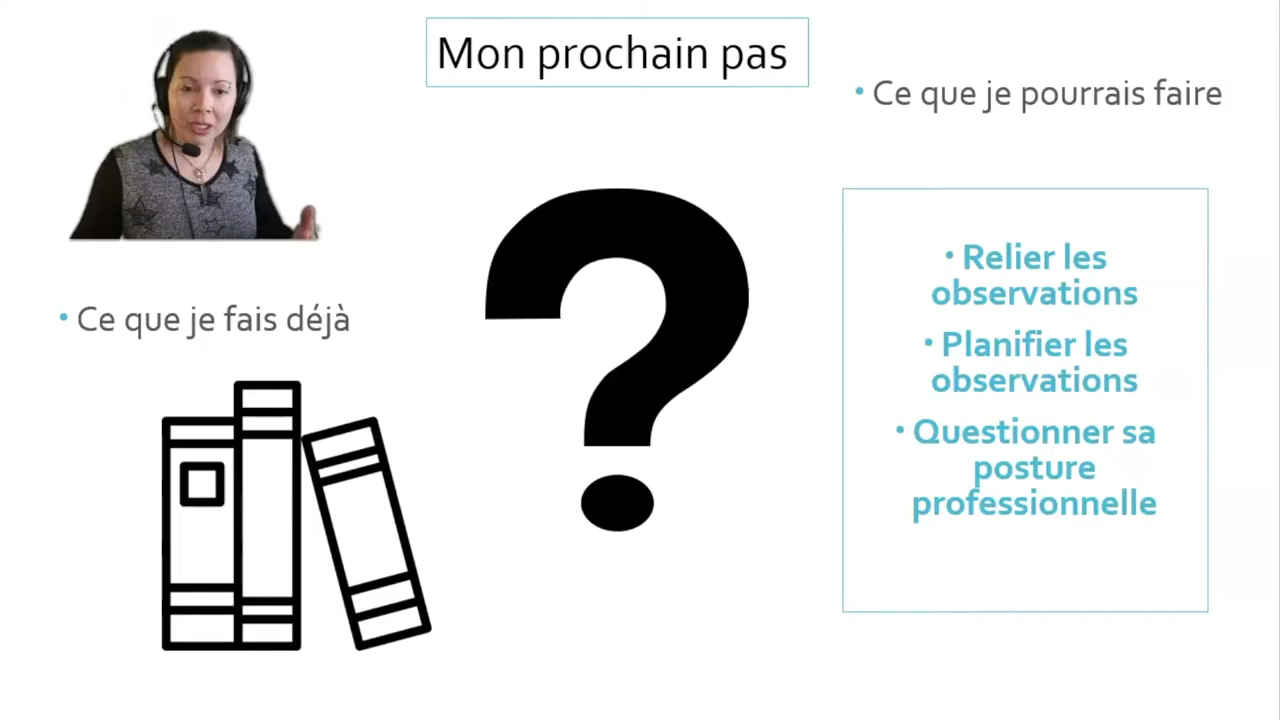 Mon prochain pas
• Ce que je pourrais faire
• Ce que je fais déjà
• Relier les
observations
• Planifier les
observations
• Questionner sa
posture
professionnelle